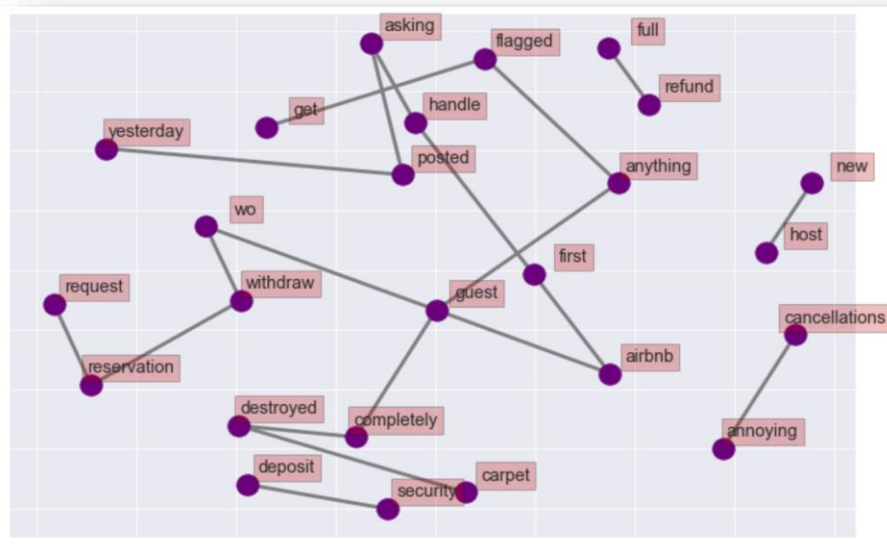 asking
full
flagged
refund
get
handle
yesterday
posted
anything
new
wo
host
first
request
withdraw
guest
cancellations
airbnb
reservation
destroyed
completely
annoying
deposit
carpet
security